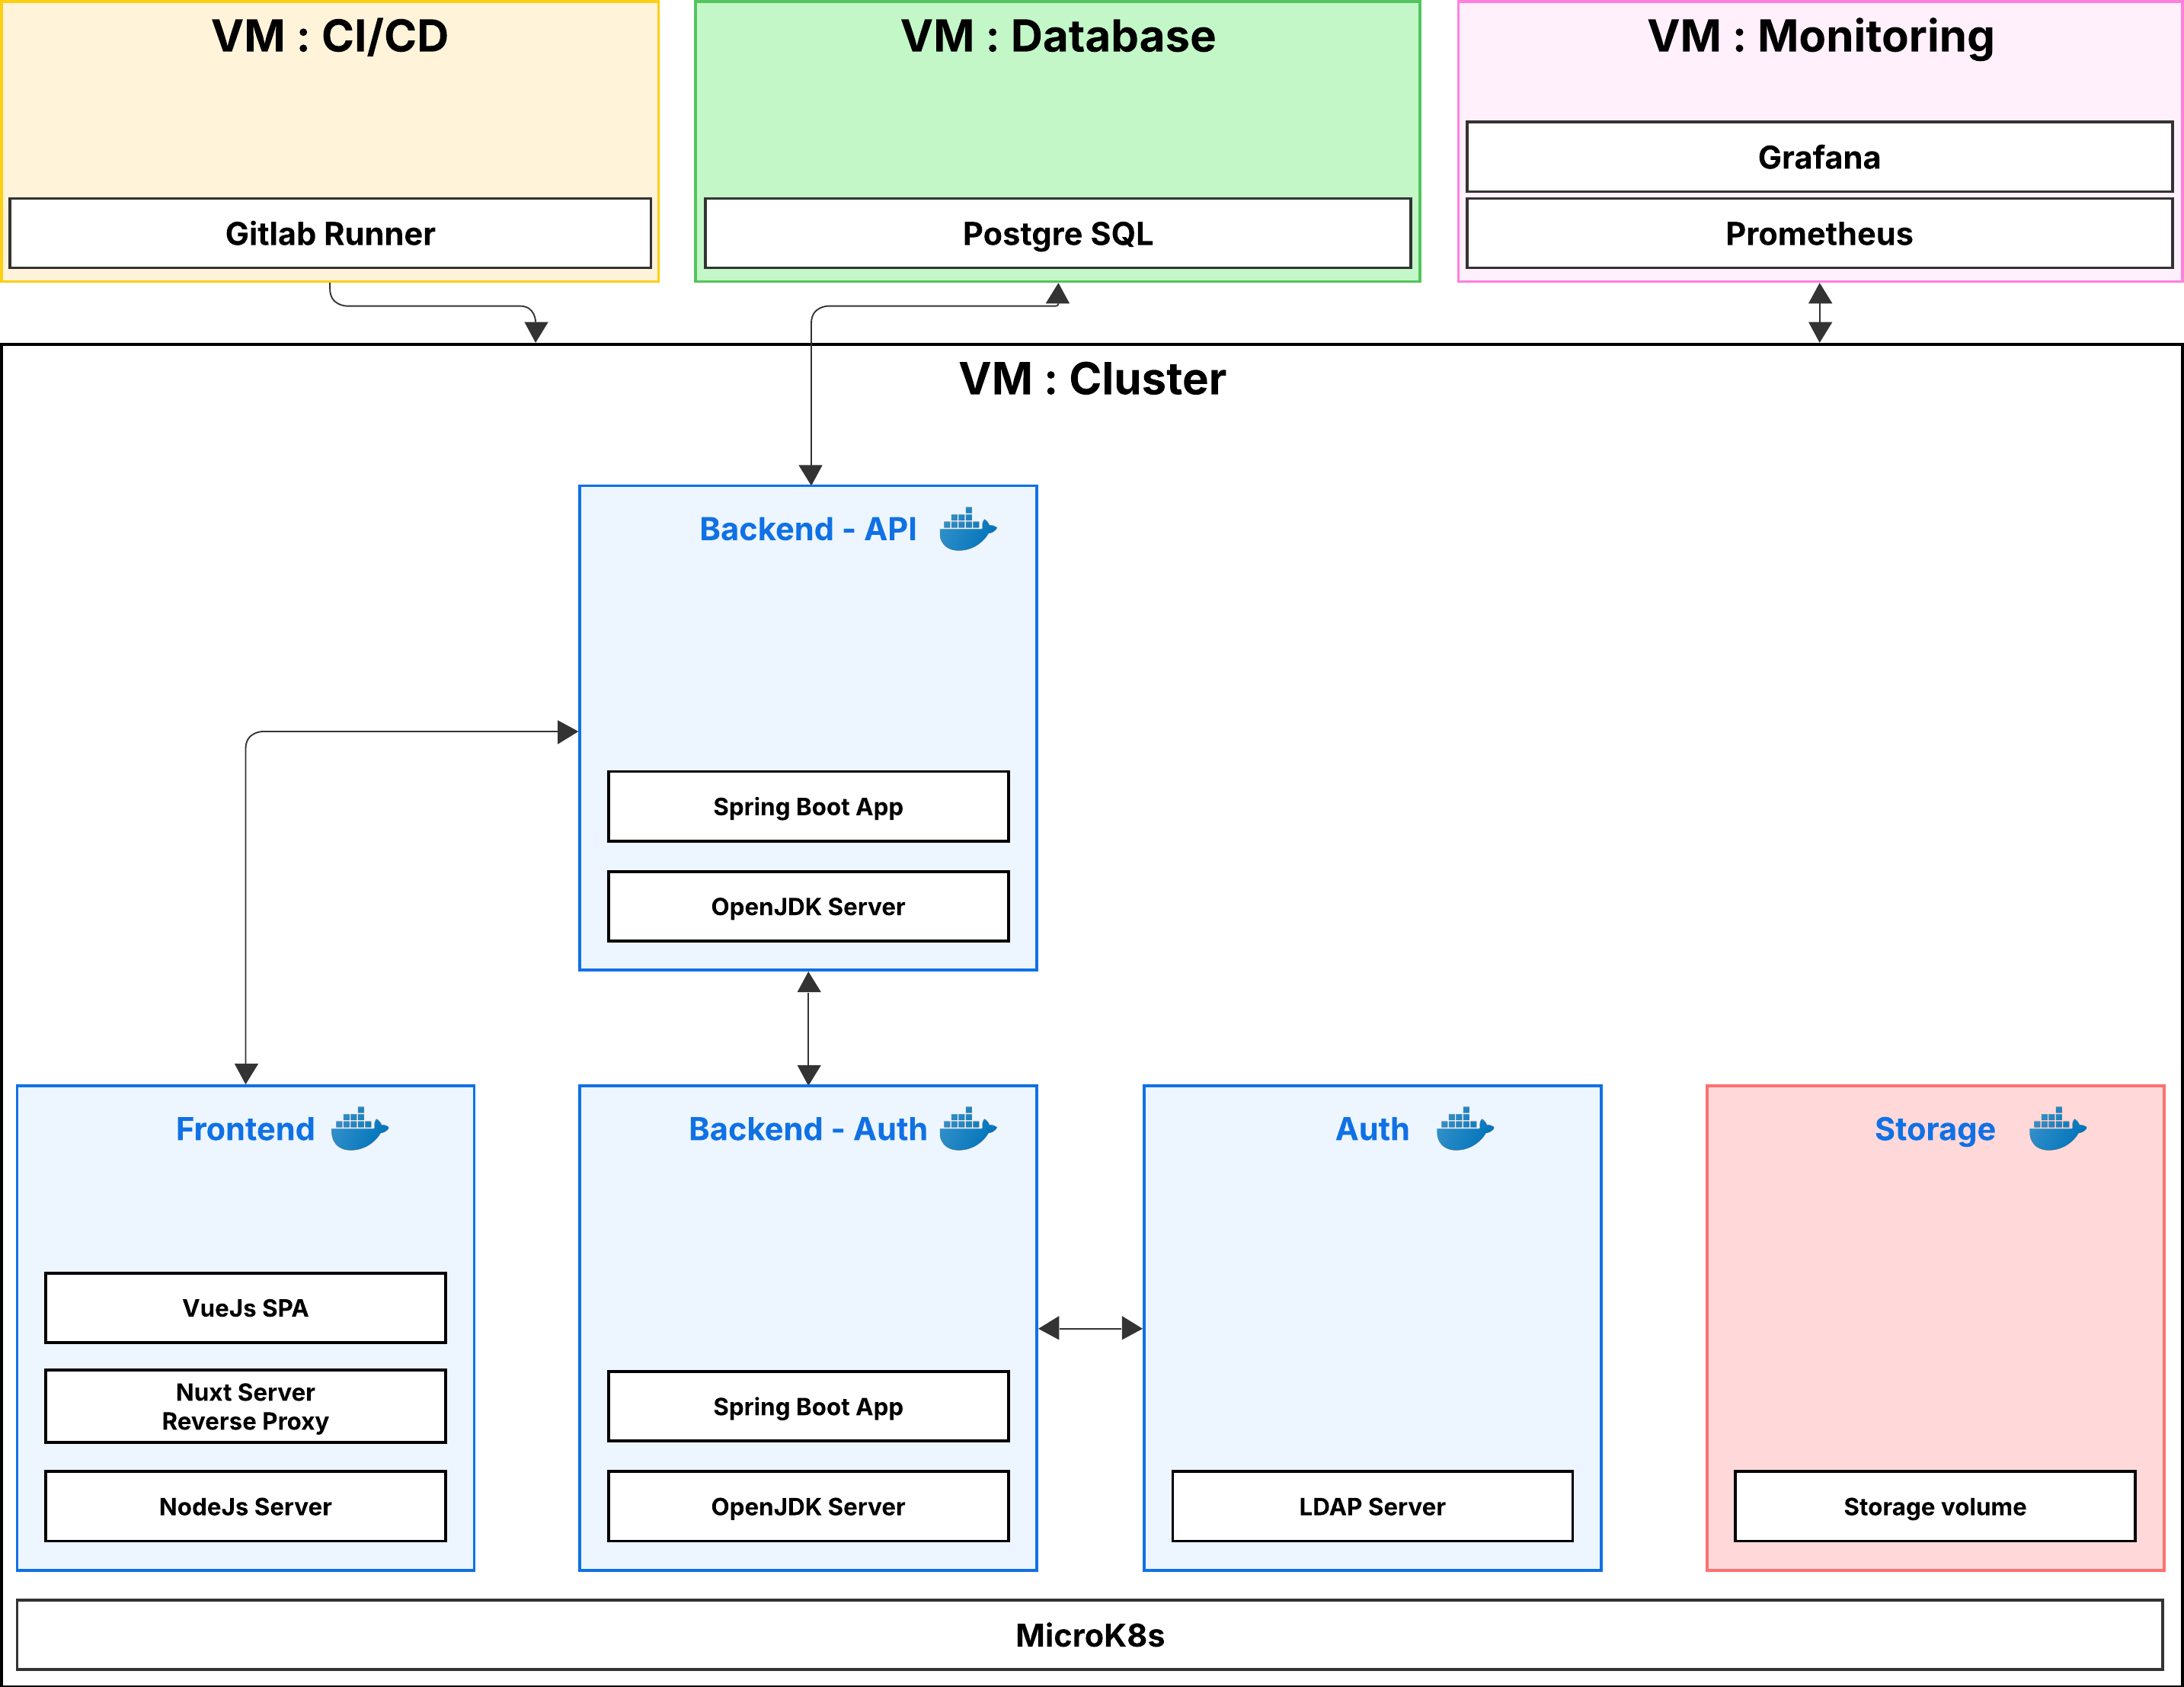 VM : CI/CD
Gitlab Runner
VM : Database
Postgre SQL
VM : Monitoring
Grafana
Prometheus
VM : Cluster
Backend - API
Spring Boot App
OpenJDK Server
Frontend
VueJs SPA
Nuxt Server
Reverse Proxy
NodeJs Server
Backend - Auth
Spring Boot App
OpenJDK Server
Auth
LDAP Server
Storage
Storage volume
MicroK8s